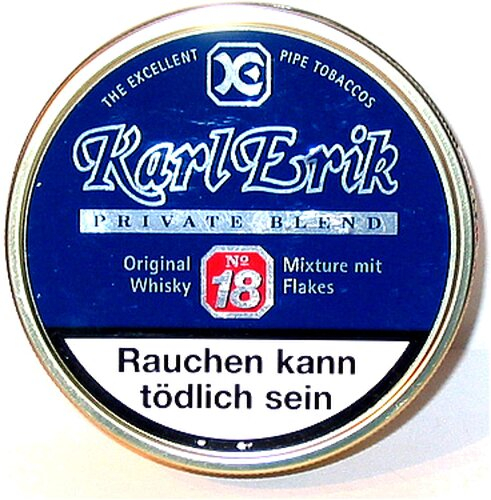 THE EXCELLENT PIPE TOBACCOS
KE
Karl Erik
PRIVATE BLEND
Original Whisky
Nº 18
Mixture mit Flakes
Rauchen kann
tödlich sein